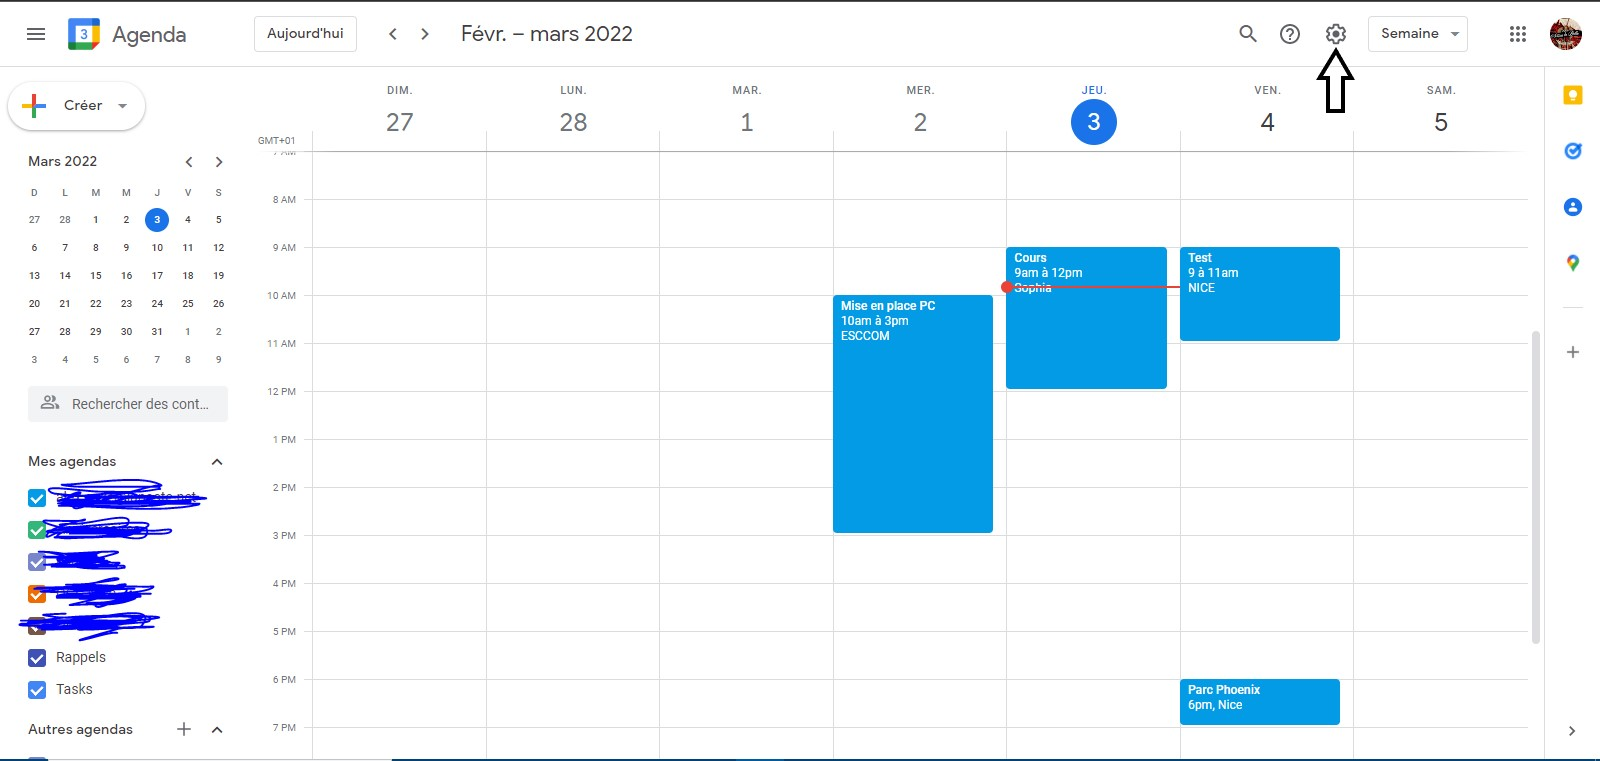 3 Agenda Aujourd'hui Févr. – mars 2022 Semaine
Créer
DIM. LUN. MAR. MER. JEU. VEN. SAM.
27 28 1 2 3 4 5
GMT+01
Mars 2022
D L M M J V S
27 28 1 2 3 4 5
6 7 8 9 10 11 12
13 14 15 16 17 18 19
20 21 22 23 24 25 26
27 28 29 30 31 1 2
3 4 5 6 7 8 9
Rechercher des cont...
Mes agendas
Rappels
Tasks
Autres agendas
8 AM
9 AM
10 AM
11 AM
12 PM
1 PM
2 PM
3 PM
4 PM
5 PM
6 PM
7 PM
Mise en place PC
10am à 3pm
ESCCOM
Cours
9am à 12pm
Sophia
Test
9 à 11am
NICE
Parc Phoenix
6pm, Nice